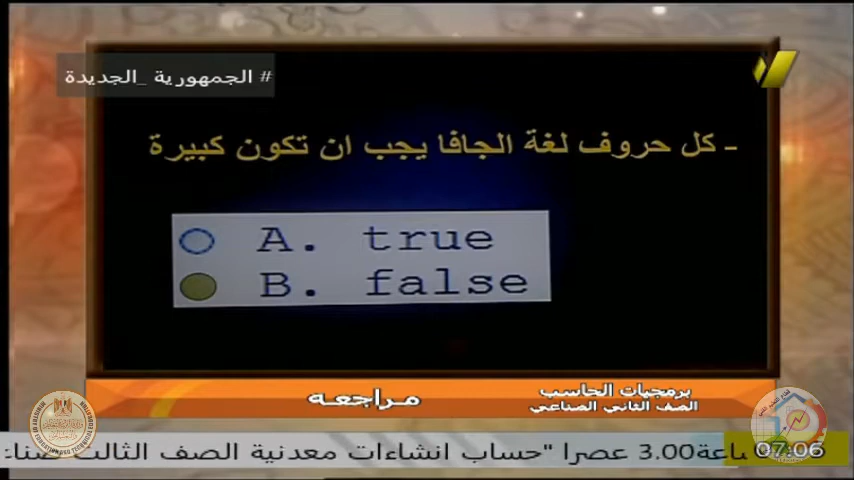 # الجمهورية _الجديدة
- كل حروف لغة الجافا يجب ان تكون كبيرة
A. true
B. false
برمجيات الحاسب
الصف الثاني الصناعي
مراجعه
ساعة3.00 عصرا "حساب انشاءات معدنية الصف الثالث
07:06